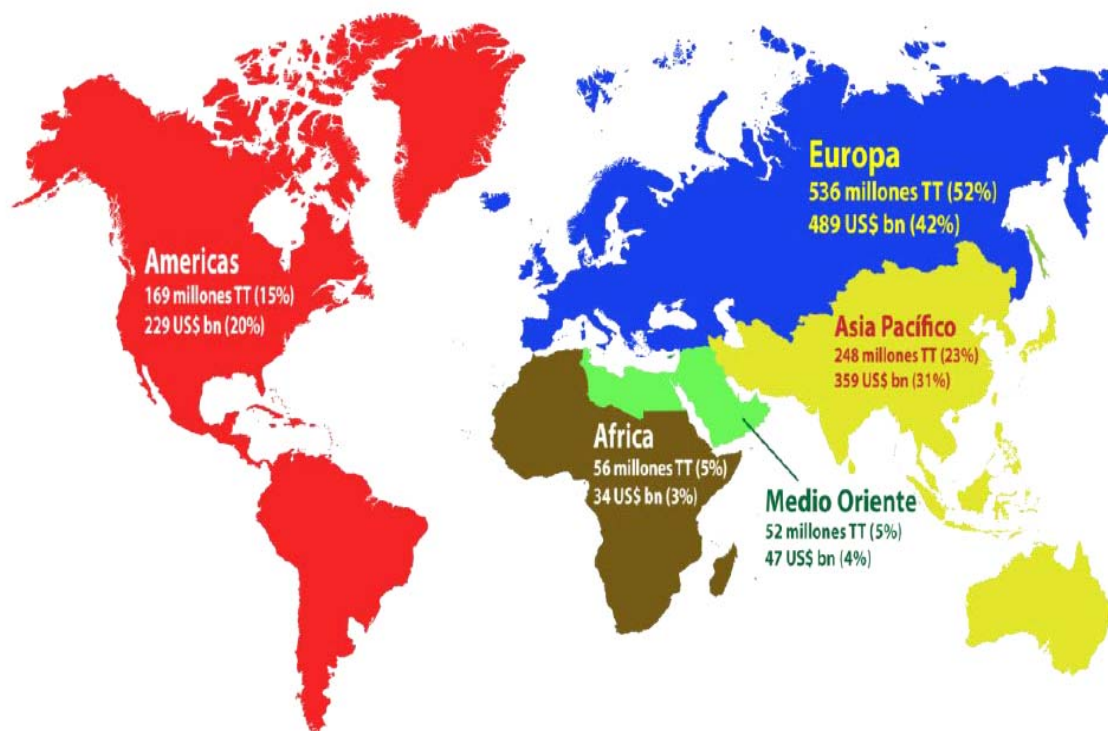 Americas
169 millones TT (15%)
229 US$ bn (20%)
Europa
536 millones TT (52%)
489 US$ bn (42%)
Asia Pacífico
248 millones TT (23%)
359 US$ bn (31%)
Africa
56 millones TT (5%)
34 US$ bn (3%)
Medio Oriente
52 millones TT (5%)
47 US$ bn (4%)